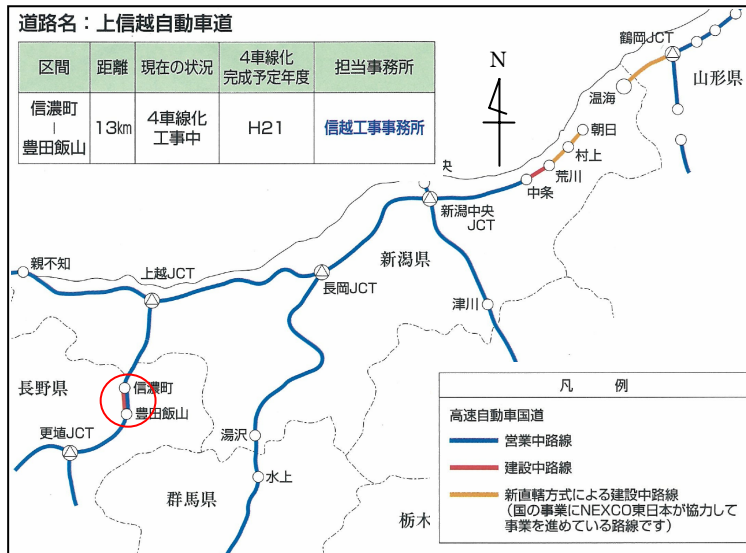 道路名：上信越自動車道
区間
距離
現在の状況
4車線化
完成予定年度
担当事務所
信濃町
｜
豊田飯山
13km
4車線化
工事中
H21
信越工事事務所
N
鶴岡JCT
山形県
温海
朝日
村上
荒川
中条
央
新潟中央
JCT
新潟県
親不知
上越JCT
長岡JCT
津川
長野県
信濃町
豊田飯山
更埴JCT
湯沢
水上
群馬県
栃木
凡例
高速自動車国道
営業中路線
建設中路線
新直轄方式による建設中路線
（国の事業にNEXCO東日本が協力して
事業を進めている路線です）